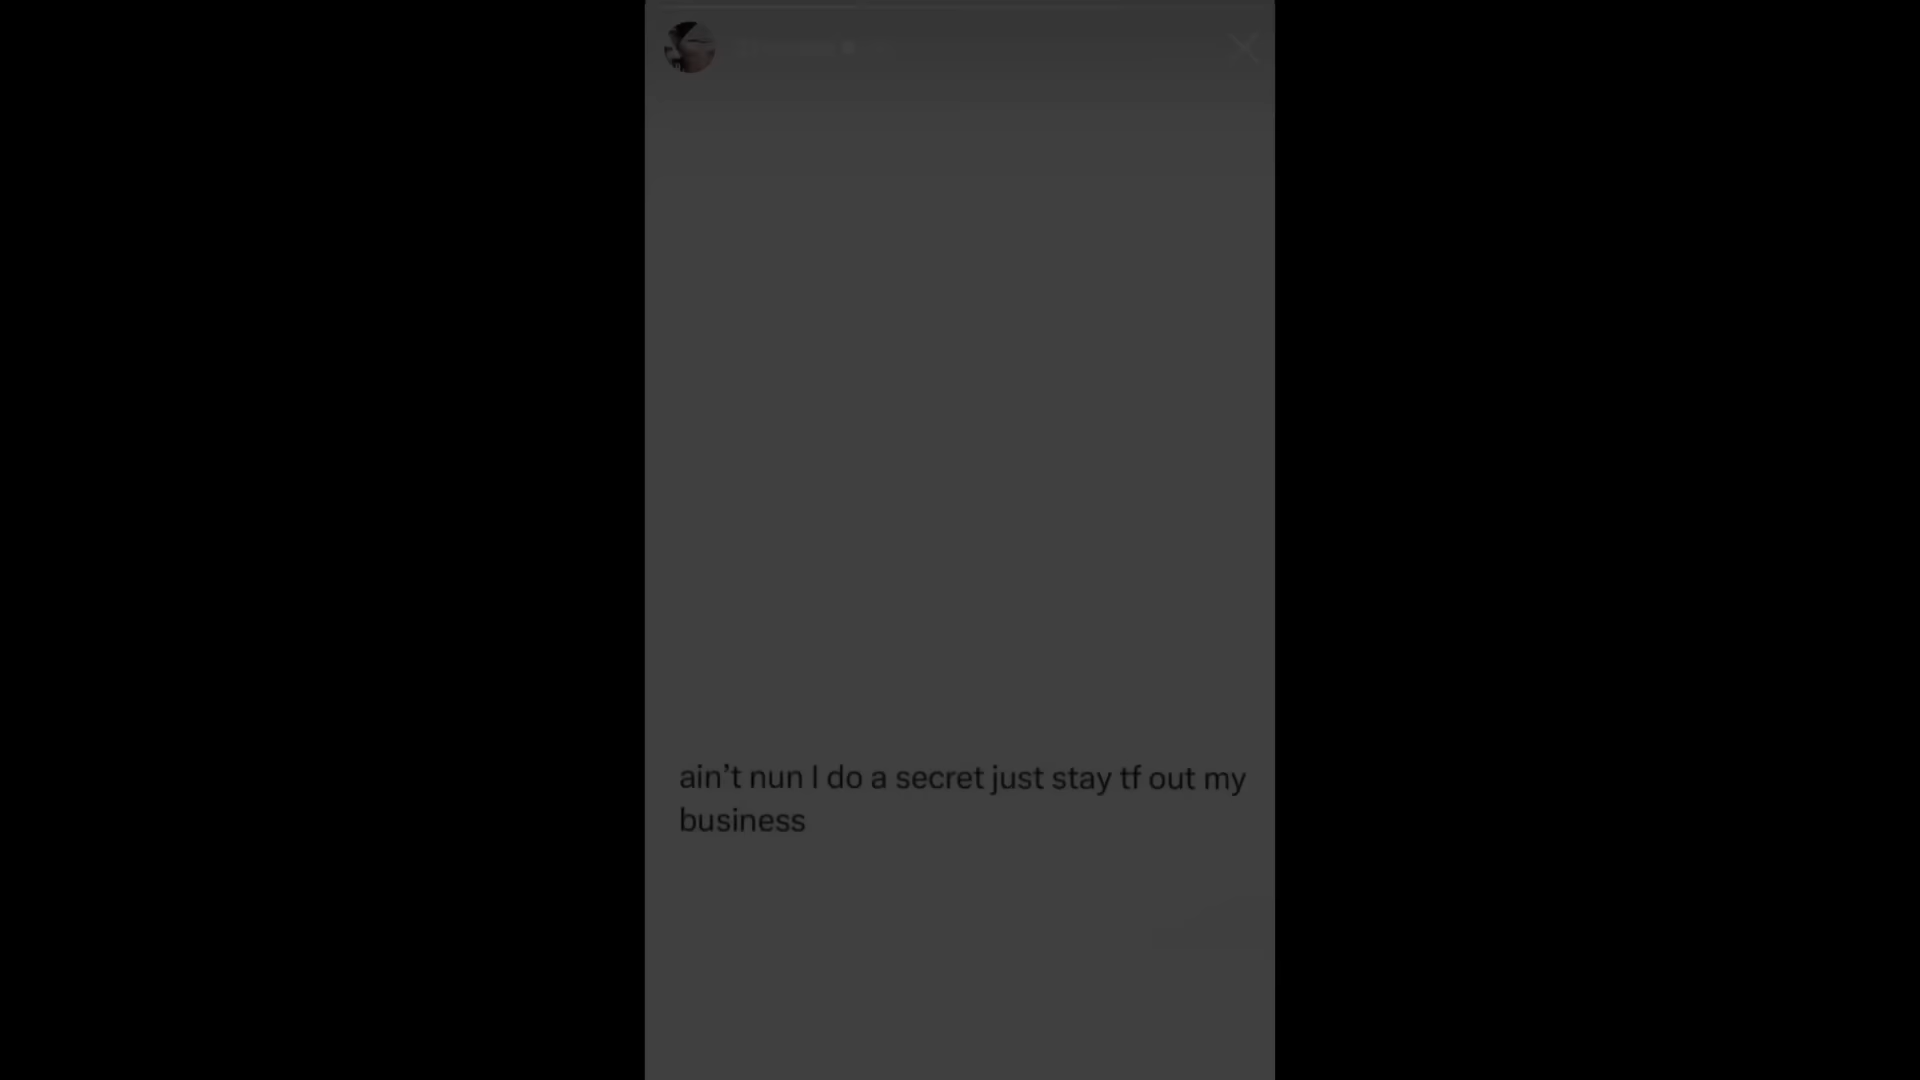 ain’t nun I do a secret just stay tf out my
business